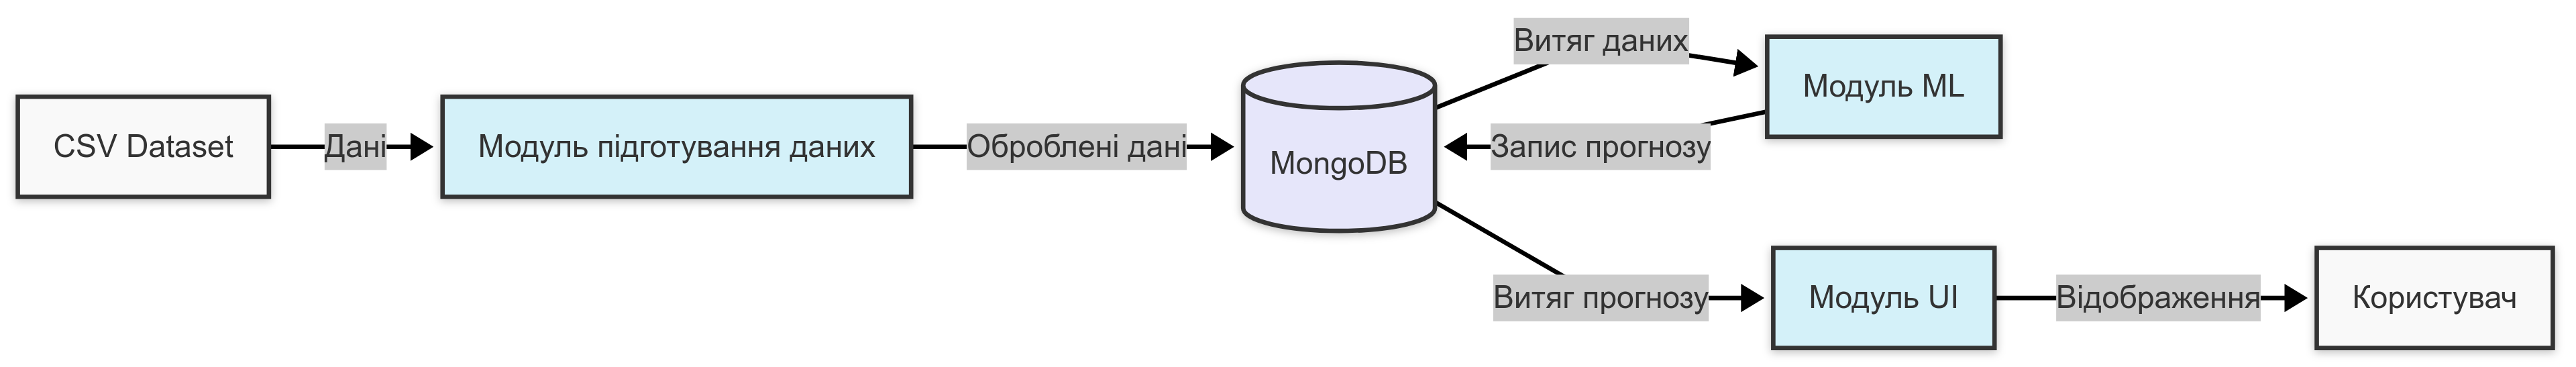 CSV Dataset
Дані
Модуль підготування даних
Оброблені дані
MongoDB
Витяг даних
Модуль ML
Запис прогнозу
Витяг прогнозу
Модуль UI
Відображення
Користувач